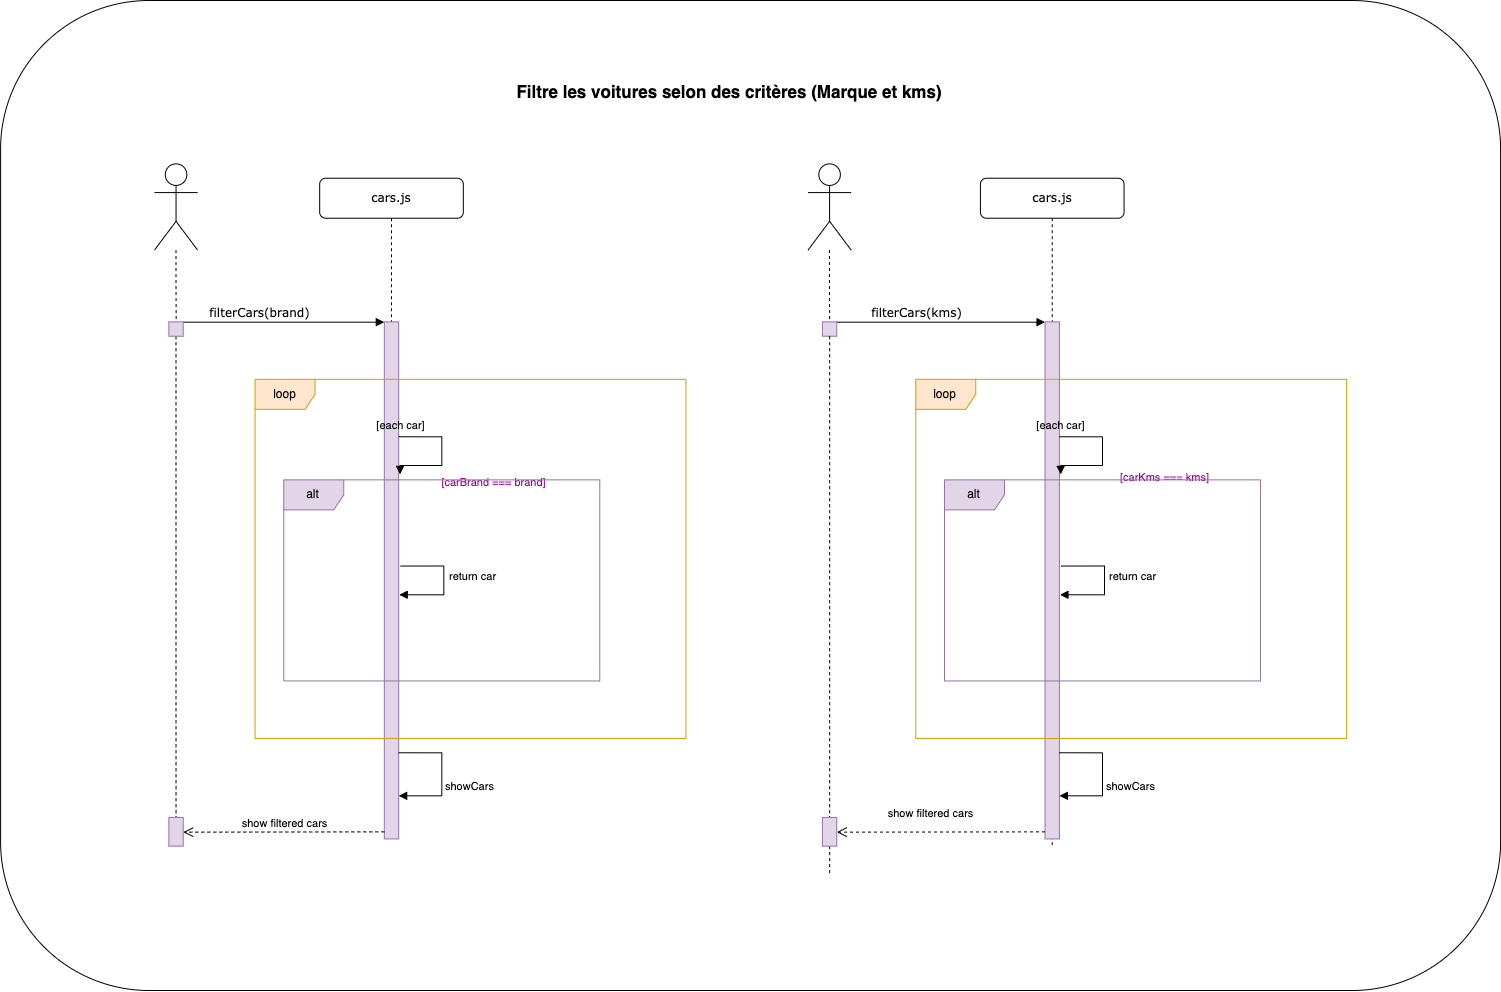 Filtre les voitures selon des critères (Marque et kms)
cars.js
filterCars(brand)
loop
[each car]
[carBrand === brand]
alt
return car
showCars
show filtered cars
cars.js
filterCars(kms)
loop
[each car]
[carKms === kms]
alt
return car
showCars
show filtered cars